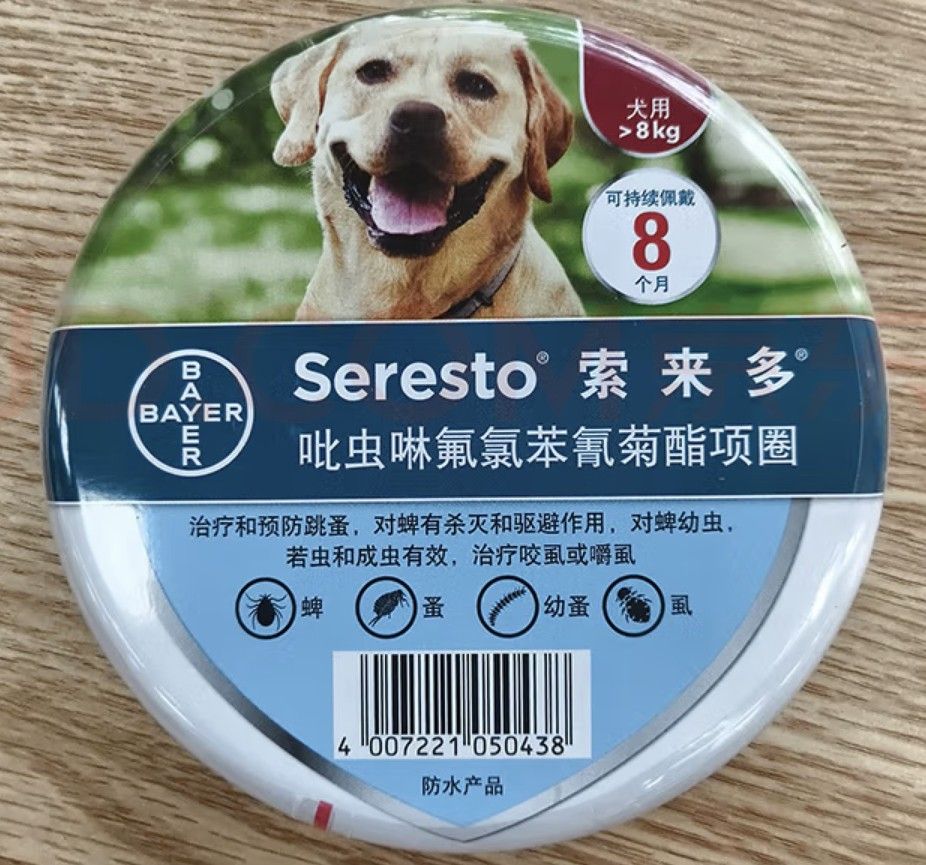 犬用
>8kg
可持续佩戴
8
个月
BAYER
BAYER
Seresto® 索来多®
吡虫啉氟氯苯氰菊酯项圈
治疗和预防跳蚤，对蜱有杀灭和驱避作用，对蜱幼虫，
若虫和成虫有效，治疗咬虱或嚼虱
蜱 蚤 幼蚤 虱
4 007221 050438
防水产品